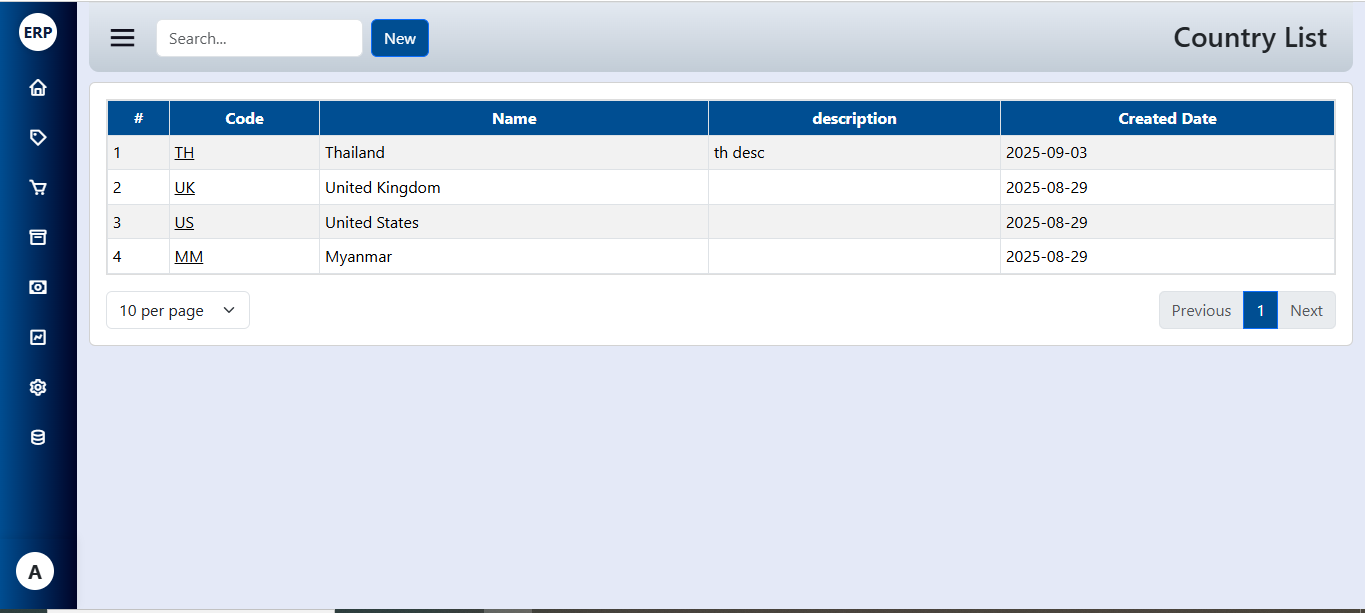 ERP
Search...
New
Country List
# Code Name description Created Date
1 TH Thailand th desc 2025-09-03
2 UK United Kingdom 2025-08-29
3 US United States 2025-08-29
4 MM Myanmar 2025-08-29
10 per page
Previous 1 Next
A